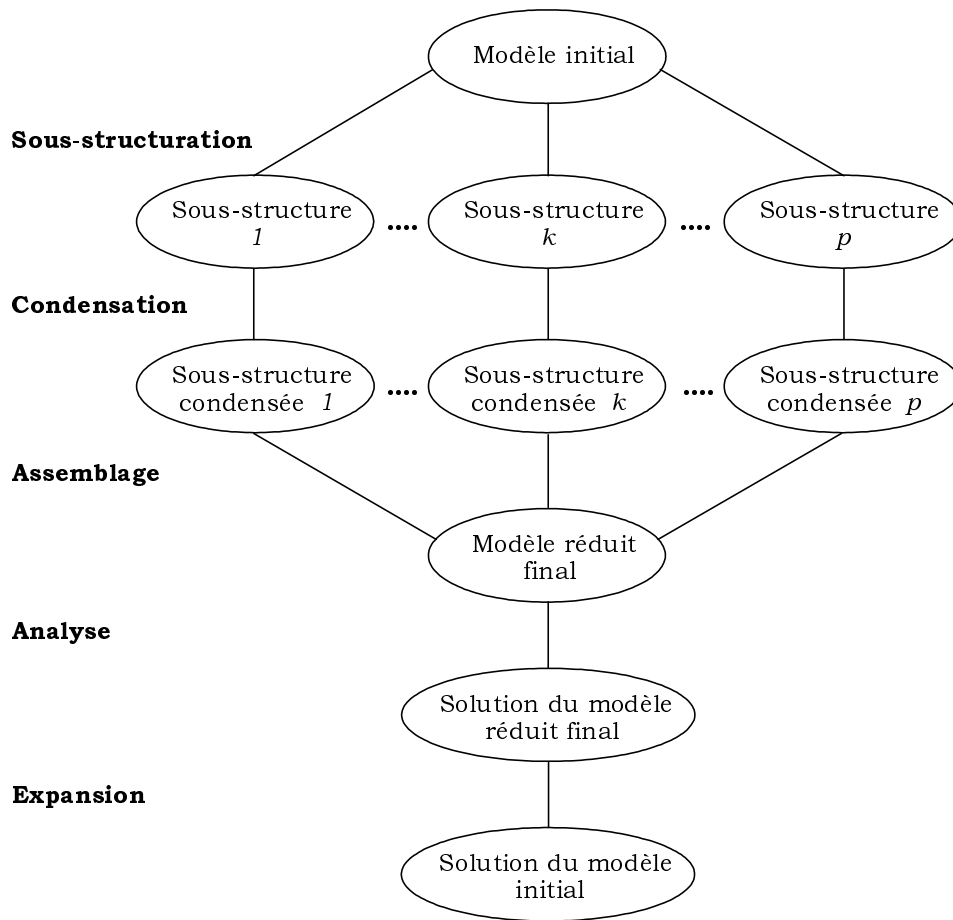 Modèle initial
Sous-structuration
Sous-structure
1
....
Sous-structure
k
....
Sous-structure
p
Condensation
Sous-structure
condensée 1
....
Sous-structure
condensée k
....
Sous-structure
condensée p
Assemblage
Modèle réduit
final
Analyse
Solution du modèle
réduit final
Expansion
Solution du modèle
initial